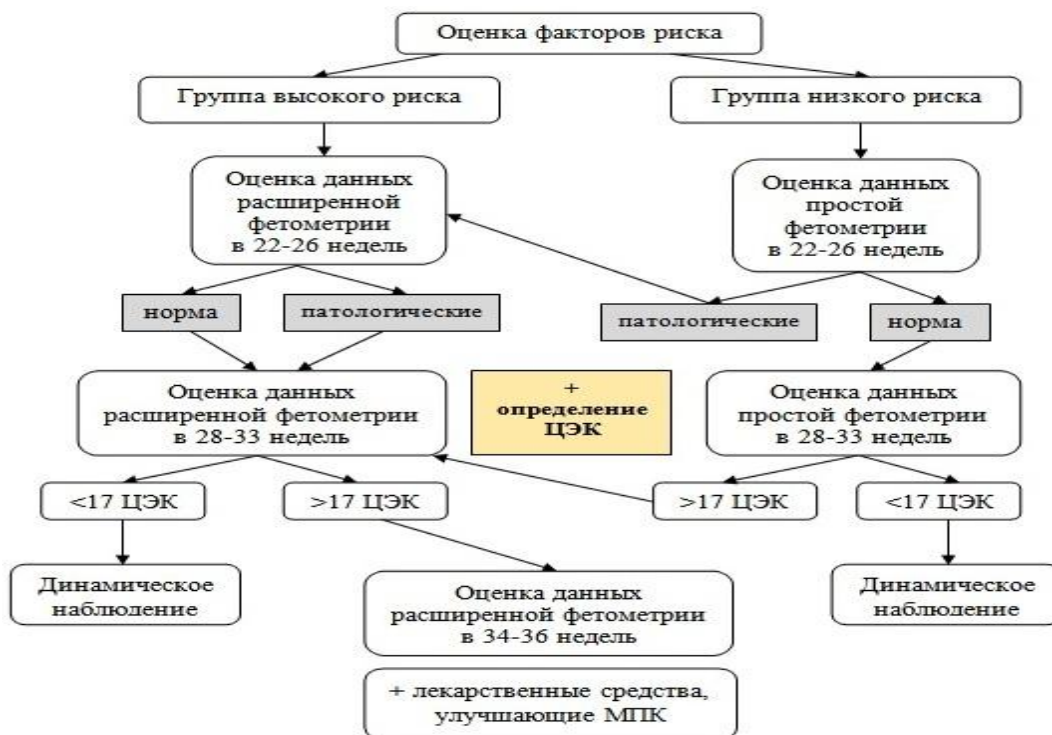 Оценка факторов риска
Группа высокого риска
Группа низкого риска
Оценка данных
расширенной
фетометрии
в 22-26 недель
Оценка данных
простой
фетометрии
в 22-26 недель
норма
патологические
патологические
норма
Оценка данных
расширенной фетометрии
в 28-33 недель
+
определение
ЦЭК
Оценка данных
простой фетометрии
в 28-33 недель
<17 ЦЭК
>17 ЦЭК
>17 ЦЭК
<17 ЦЭК
Динамическое
наблюдение
Оценка данных
расширенной фетометрии
в 34-36 недель
Динамическое
наблюдение
+ лекарственные средства,
улучшающие МПК